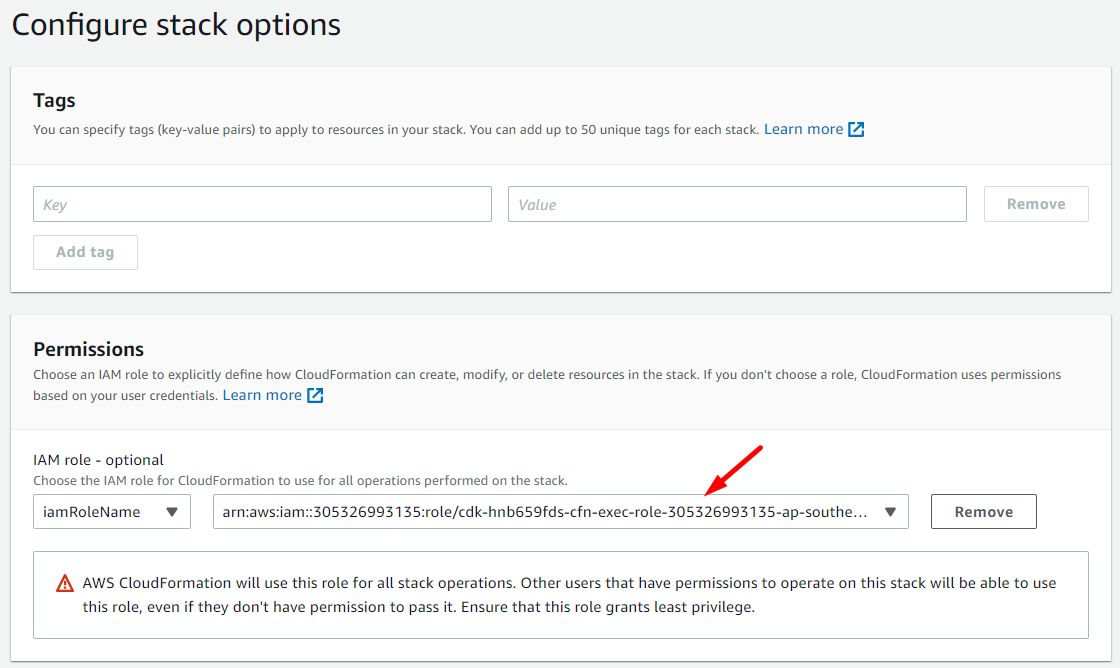 Configure stack options
Tags
You can specify tags (key-value pairs) to apply to resources in your stack. You can add up to 50 unique tags for each stack. Learn more
Key
Value
Remove
Add tag
Permissions
Choose an IAM role to explicitly define how CloudFormation can create, modify, or delete resources in the stack. If you don't choose a role, CloudFormation uses permissions
based on your user credentials. Learn more
IAM role - optional
Choose the IAM role for CloudFormation to use for all operations performed on the stack.
iamRoleName
arn:aws:iam::305326993135:role/cdk-hnb659fds-cfn-exec-role-305326993135-ap-southe...
Remove
AWS CloudFormation will use this role for all stack operations. Other users that have permissions to operate on this stack will be able to use
this role, even if they don't have permission to pass it. Ensure that this role grants least privilege.